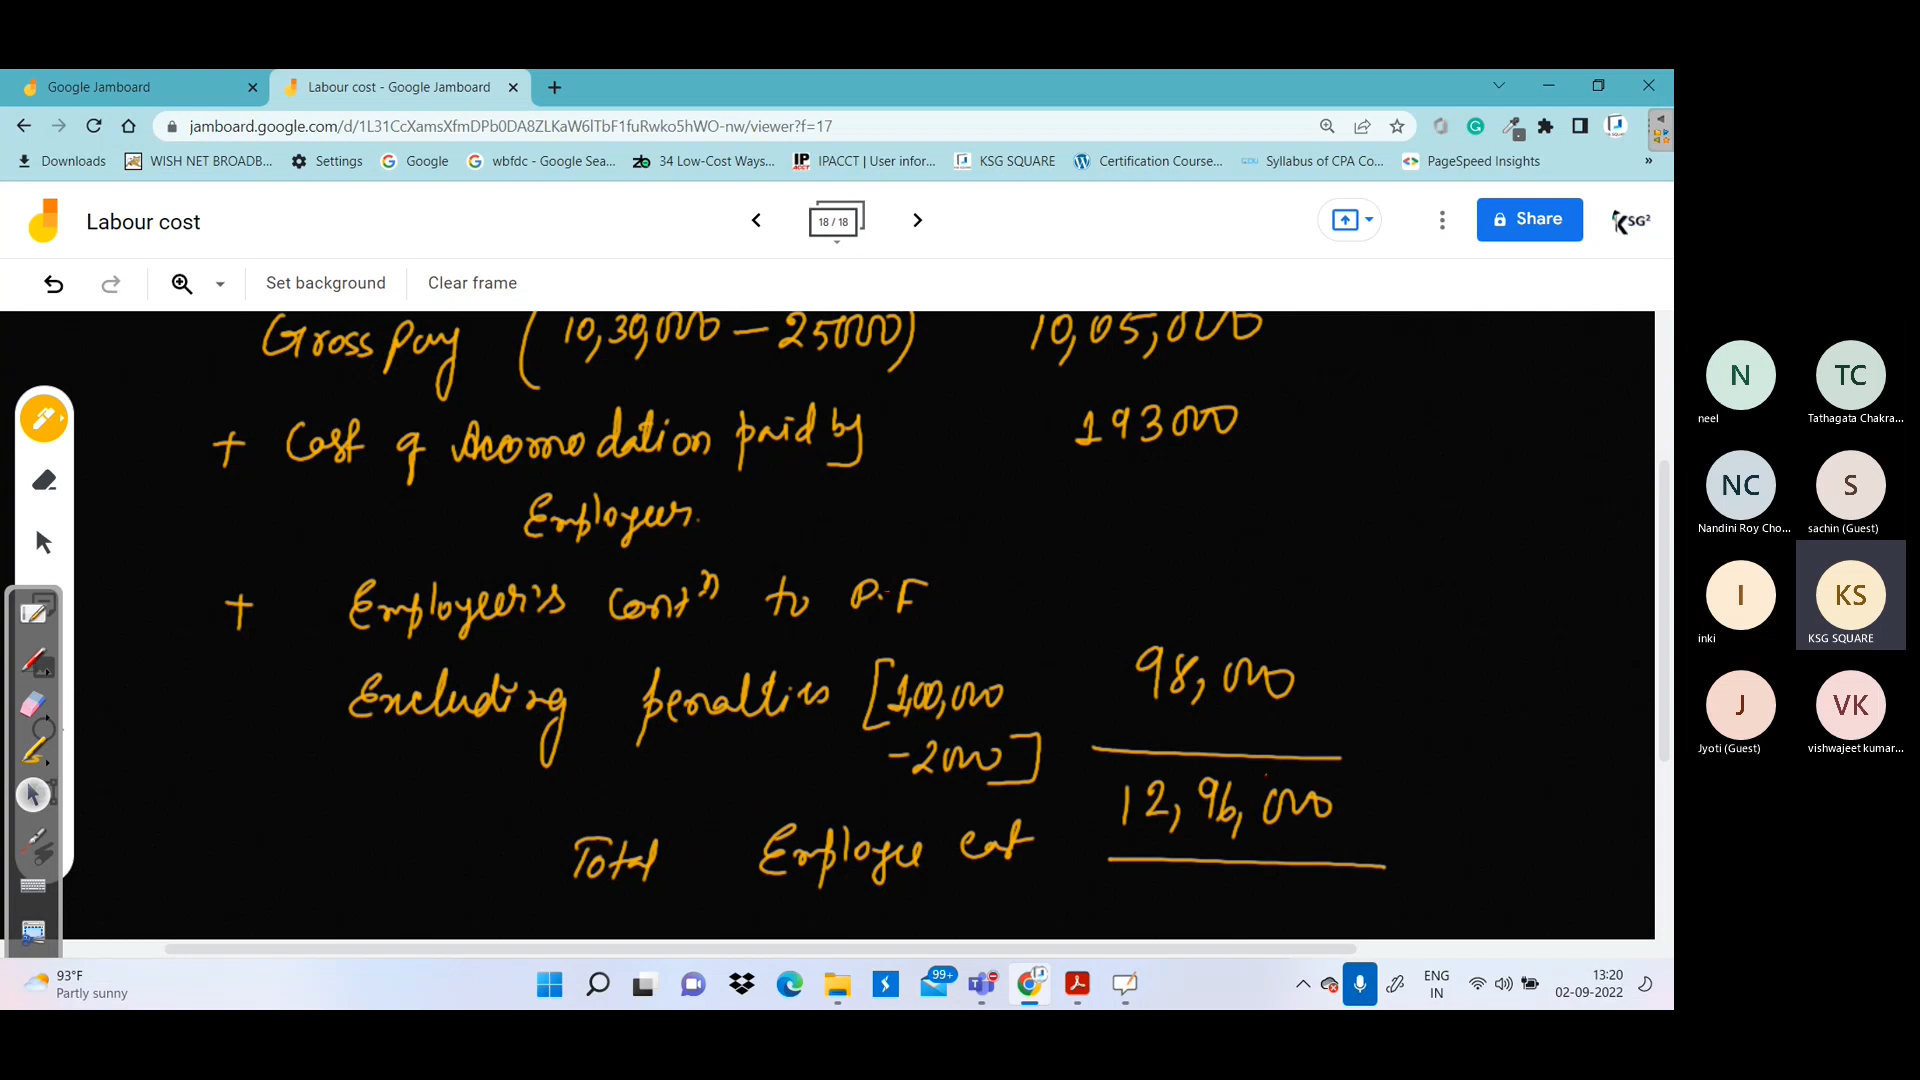 Google Jamboard
Labour cost - Google Jamboard
jamboard.google.com/d/1L31CcXamsXfmDPb0DA8ZLKaW6lTbF1fuRwko5hWO-nw/viewer?f=17
Downloads WISH NET BROADB... Settings Google wbfdc - Google Sea... 34 Low-Cost Ways... IPACCT | User infor... KSG SQUARE Certification Course... Syllabus of CPA Co... PageSpeed Insights »
Labour cost
18 / 18
Share
KSG²
Set background Clear frame
Gross Pay (10,30,000 - 25000) 10,05,000
+ Cost of Accomodation paid by 193000
Employeer.
+ Employeer's contn to P.F
Excluding penalties [100,000 98,000
-2000]
12,96,000
Total Employee cost
N
neel
TC
Tathagata Chakra...
NC
Nandini Roy Cho...
S
sachin (Guest)
I
inki
KS
KSG SQUARE
J
Jyoti (Guest)
VK
vishwajeet kumar...
93°F
Partly sunny
99+
ENG
IN
13:20
02-09-2022